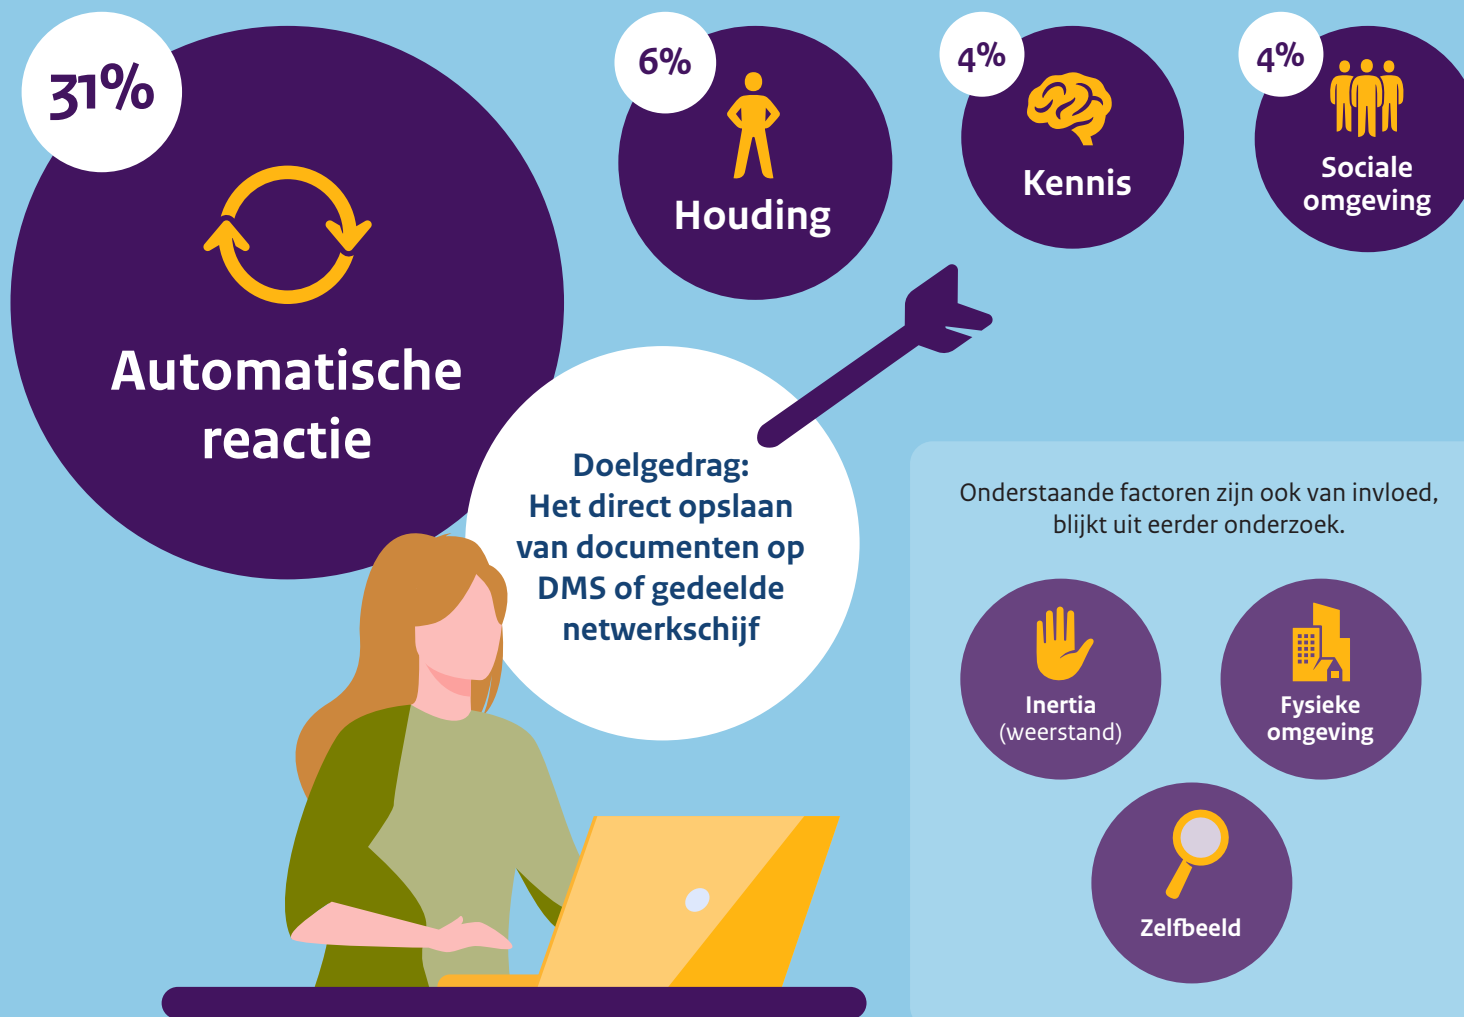 31%
Automatische
reactie
6%
Houding
4%
Kennis
4%
Sociale
omgeving
Doelgedrag:
Het direct opslaan
van documenten op
DMS of gedeelde
netwerkschijf
Onderstaande factoren zijn ook van invloed,
blijkt uit eerder onderzoek.
Inertia
(weerstand)
Fysieke
omgeving
Zelfbeeld